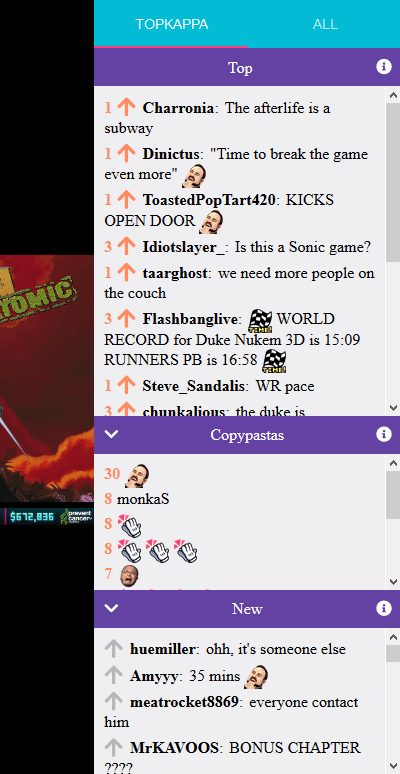 TOPKAPPA ALL
Top
1 Charronia: The afterlife is a
subway
1 Dinictus: "Time to break the game
even more"
1 ToastedPopTart420: KICKS
OPEN DOOR
3 Idiotslayer_: Is this a Sonic game?
1 taarghost: we need more people on
the couch
3 Flashbanglive: TIME! WORLD
RECORD for Duke Nukem 3D is 15:09
RUNNERS PB is 16:58 TIME!
1 Steve_Sandalis: WR pace
3 chunkalious: the duke is
Copypastas
30
8 monkaS
8
8
7
New
huemiller: ohh, it's someone else
Amyyy: 35 mins
meatrocket8869: everyone contact
him
MrKAVOOS: BONUS CHAPTER
????
TOMIC
$672,836 prevent
cancer